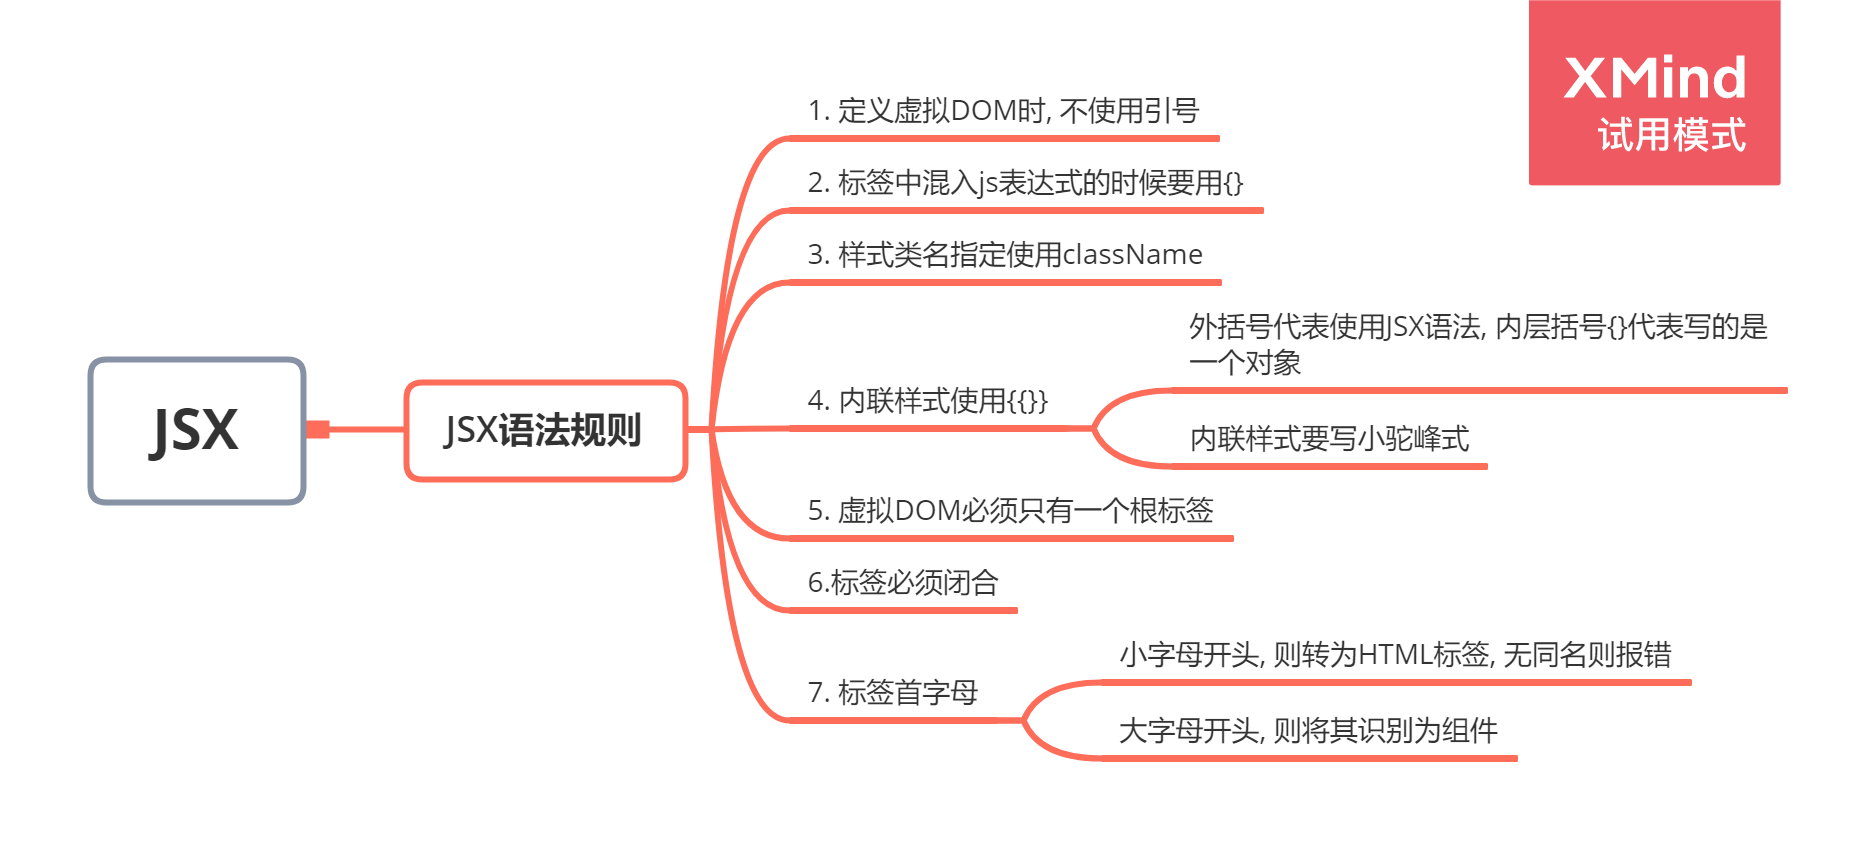 XMind
试用模式
JSX
JSX语法规则
1. 定义虚拟DOM时, 不使用引号
2. 标签中混入js表达式的时候要用{}
3. 样式类名指定使用className
4. 内联样式使用{{}}
外括号代表使用JSX语法, 内层括号{}代表写的是
一个对象
内联样式要写小驼峰式
5. 虚拟DOM必须只有一个根标签
6.标签必须闭合
7. 标签首字母
小字母开头, 则转为HTML标签, 无同名则报错
大字母开头, 则将其识别为组件